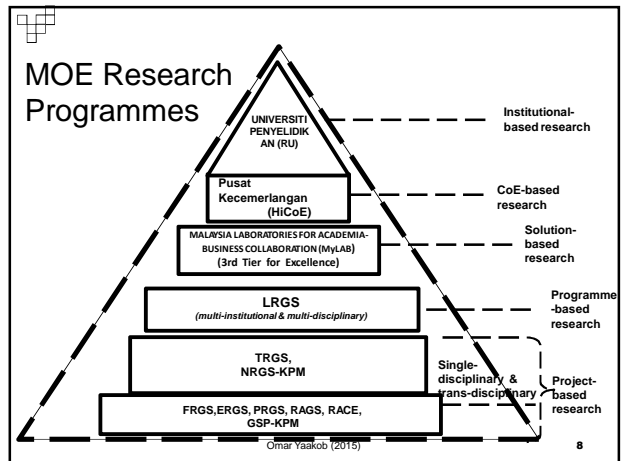 MOE Research
Programmes
UNIVERSITI
PENYELIDIK
AN (RU)
Institutional-
based research
Pusat
Kecemerlangan
(HiCoE)
CoE-based
research
MALAYSIA LABORATORIES FOR ACADEMIA-
BUSINESS COLLABORATION (MyLAB)
(3rd Tier for Excellence)
Solution-
based
research
LRGS
(multi-institutional & multi-disciplinary)
Programme
-based
research
TRGS,
NRGS-KPM
Single-
disciplinary &
trans-disciplinary
Project-
based
research
FRGS,ERGS, PRGS, RAGS, RACE,
GSP-KPM
Omar Yaakob (2015)
8